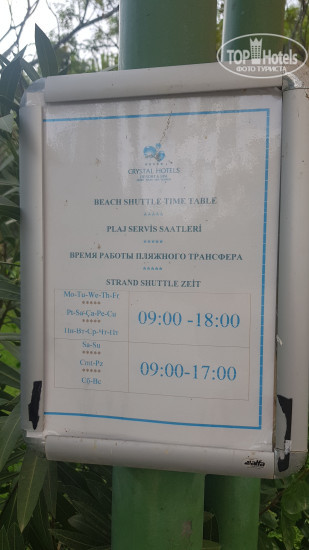 TOP Hotels
ФОТО ТУРИСТА
CRYSTAL HOTELS
BEACH SHUTTLE TIME TABLE
*****
PLAJ SERVİS SAATLERİ
*****
ВРЕМЯ РАБОТЫ ПЛЯЖНОГО ТРАНСФЕРА
*****
STRAND SHUTTLE ZEİT
Mo-Tu-We-Th-Fr
*****
Pt-Sa-Ça-Pe-Cu
*****
Пн-Вт-Ср-Чт-Пт
09:00 -18:00
Sa-Su
*****
Cm-Pz
*****
Сб-Вс
09:00-17:00